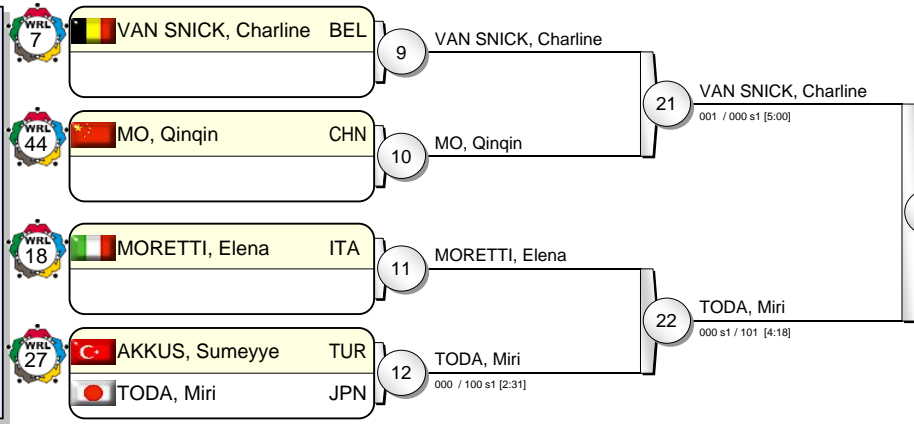 WRL
7
VAN SNICK, Charline BEL
9
VAN SNICK, Charline
WRL
44
MO, Qinqin CHN
10
MO, Qinqin
21
VAN SNICK, Charline
001 / 000 s1 [5:00]
WRL
18
MORETTI, Elena ITA
11
MORETTI, Elena
WRL
27
AKKUS, Sumeyye TUR
TODA, Miri JPN
12
TODA, Miri
000 / 100 s1 [2:31]
22
TODA, Miri
000 s1 / 101 [4:18]